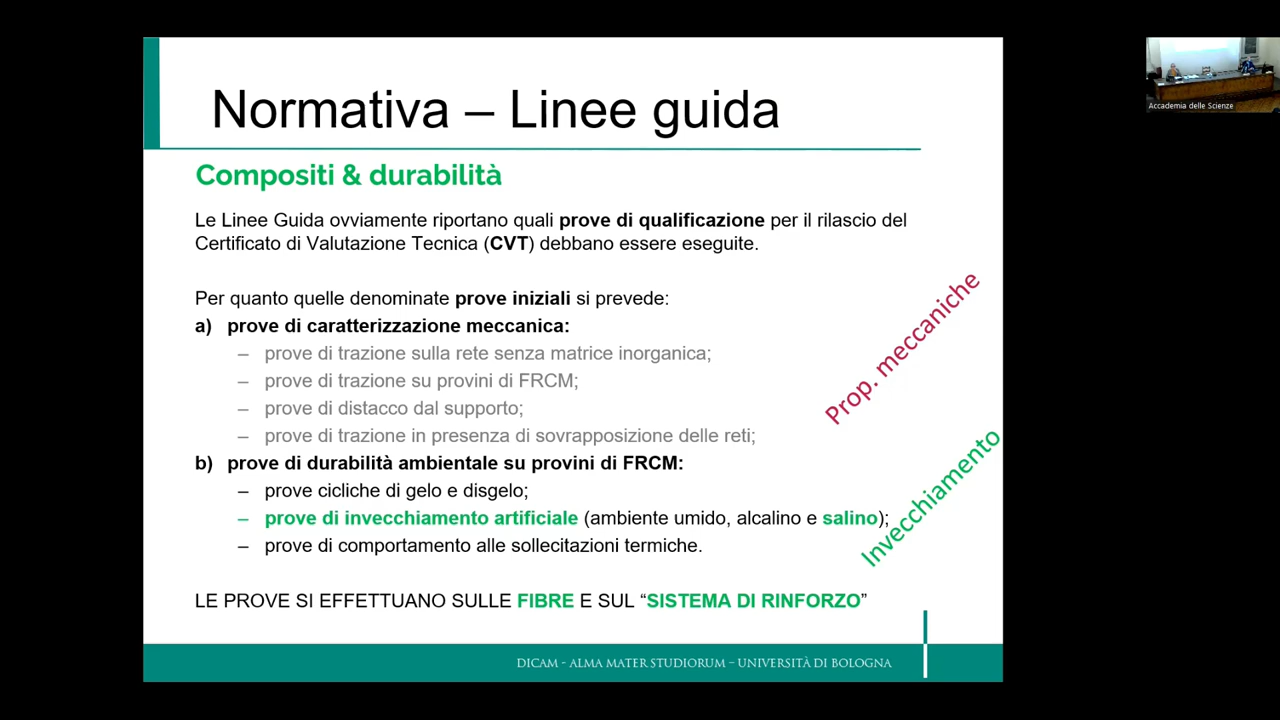 Normativa – Linee guida
Compositi & durabilità
Le Linee Guida ovviamente riportano quali prove di qualificazione per il rilascio del
Certificato di Valutazione Tecnica (CVT) debbano essere eseguite.
Per quanto quelle denominate prove iniziali si prevede:
a) prove di caratterizzazione meccanica:
– prove di trazione sulla rete senza matrice inorganica;
– prove di trazione su provini di FRCM;
– prove di distacco dal supporto;
– prove di trazione in presenza di sovrapposizione delle reti;
Prop. meccaniche
b) prove di durabilità ambientale su provini di FRCM:
– prove cicliche di gelo e disgelo;
– prove di invecchiamento artificiale (ambiente umido, alcalino e salino);
– prove di comportamento alle sollecitazioni termiche.
Invecchiamento
LE PROVE SI EFFETTUANO SULLE FIBRE E SUL “SISTEMA DI RINFORZO”
DICAM - ALMA MATER STUDIORUM – UNIVERSITÀ DI BOLOGNA
Accademia delle Scienze